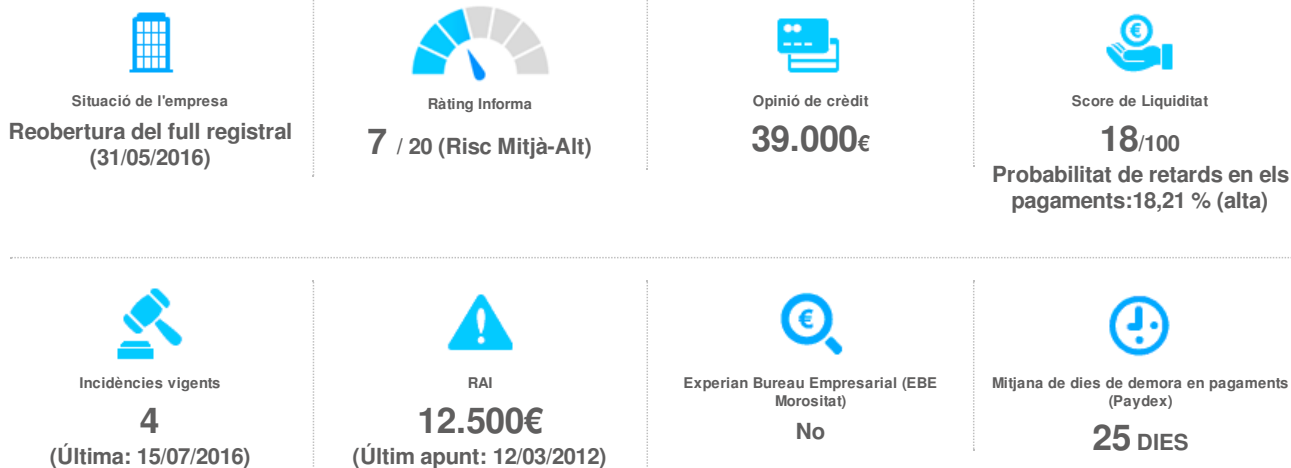 Situació de l'empresa
Reobertura del full registral
(31/05/2016)
Ràting Informa
7 / 20 (Risc Mitjà-Alt)
Opinió de crèdit
39.000€
Score de Liquiditat
18/100
Probabilitat de retards en els
pagaments:18,21 % (alta)
Incidències vigents
4
(Última: 15/07/2016)
RAI
12.500€
(Últim apunt: 12/03/2012)
Experian Bureau Empresarial (EBE
Morositat)
No
Mitjana de dies de demora en pagaments
(Paydex)
25 DIES